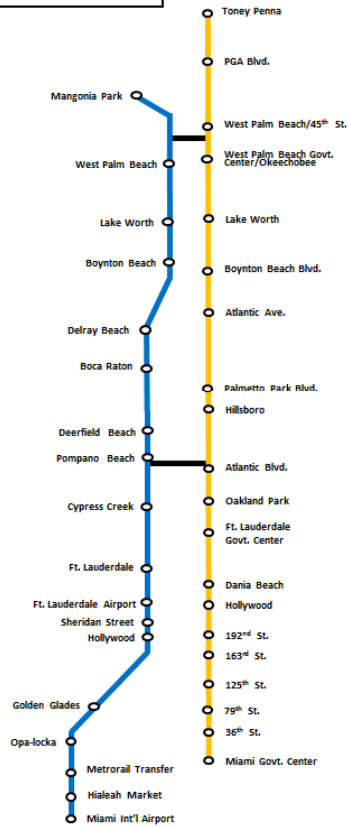 Toney Penna
PGA Blvd.
Mangonia Park
West Palm Beach/45th St.
West Palm Beach Govt.
Center/Okeechobee
West Palm Beach
Lake Worth
Lake Worth
Boynton Beach
Boynton Beach Blvd.
Atlantic Ave.
Delray Beach
Boca Raton
Palmetto Park Blvd.
Hillsboro
Deerfield Beach
Pompano Beach
Atlantic Blvd.
Cypress Creek
Oakland Park
Ft. Lauderdale
Govt. Center
Ft. Lauderdale
Dania Beach
Ft. Lauderdale Airport
Hollywood
Sheridan Street
Hollywood
192nd St.
163rd St.
125th St.
Golden Glades
79th St.
36th St.
Opa-locka
Miami Govt. Center
Metrorail Transfer
Hialeah Market
Miami Int'l Airport